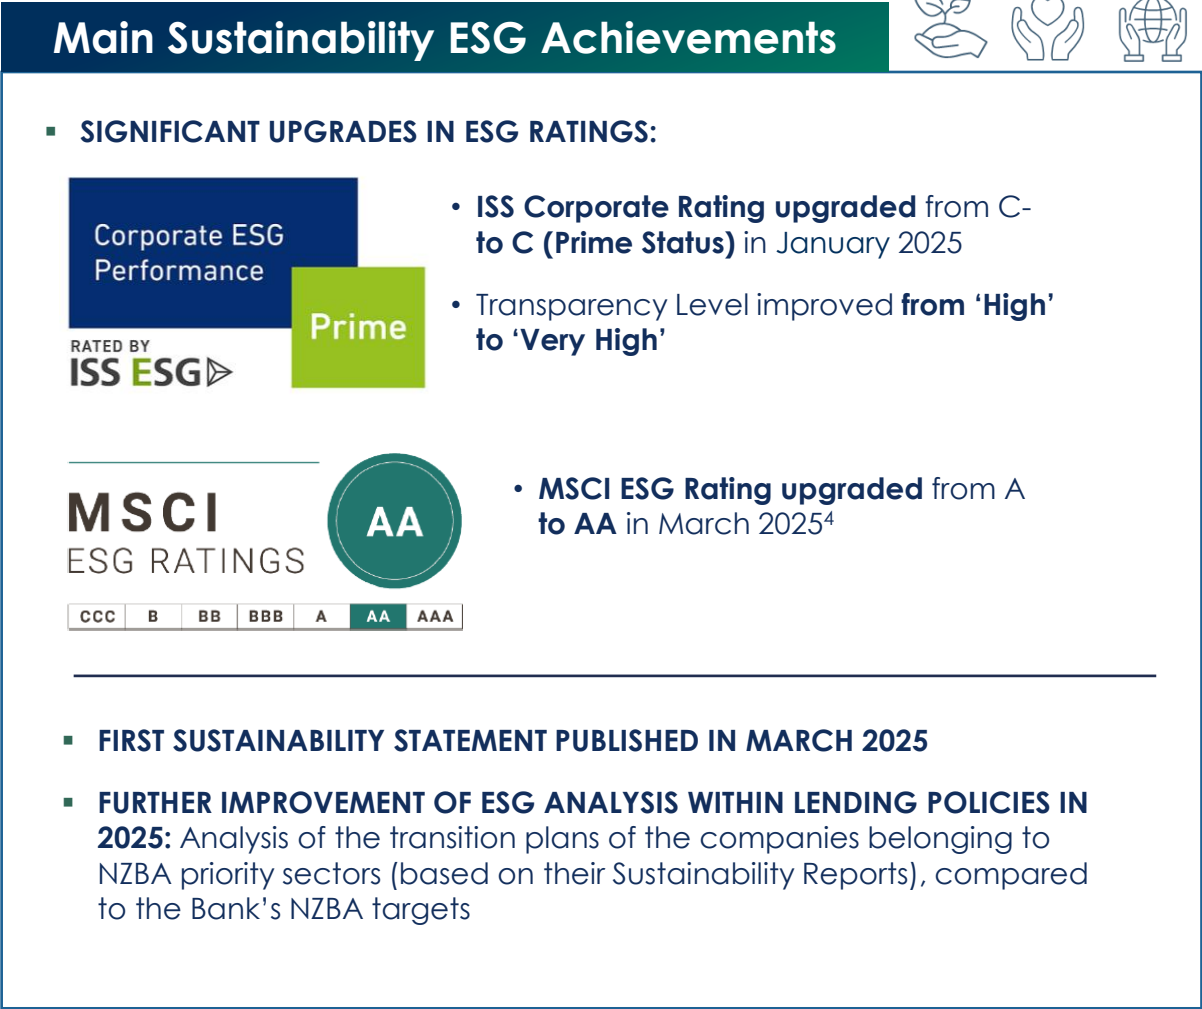 Main Sustainability ESG Achievements
▪ SIGNIFICANT UPGRADES IN ESG RATINGS:
Corporate ESG
Performance
Prime
RATED BY
ISS ESG
• ISS Corporate Rating upgraded from C-
to C (Prime Status) in January 2025
• Transparency Level improved from ‘High’
to ‘Very High’
MSCI
ESG RATINGS
AA
CCC B BB BBB A AA AAA
• MSCI ESG Rating upgraded from A
to AA in March 2025⁴
▪ FIRST SUSTAINABILITY STATEMENT PUBLISHED IN MARCH 2025
▪ FURTHER IMPROVEMENT OF ESG ANALYSIS WITHIN LENDING POLICIES IN
2025: Analysis of the transition plans of the companies belonging to
NZBA priority sectors (based on their Sustainability Reports), compared
to the Bank’s NZBA targets